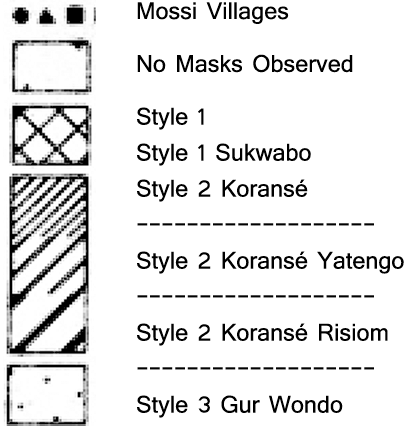 Mossi Villages
No Masks Observed
Style 1
Style 1 Sukwabo
Style 2 Koransé
--------------------
Style 2 Koransé Yatengo
--------------------
Style 2 Koransé Risiom
--------------------
Style 3 Gur Wondo